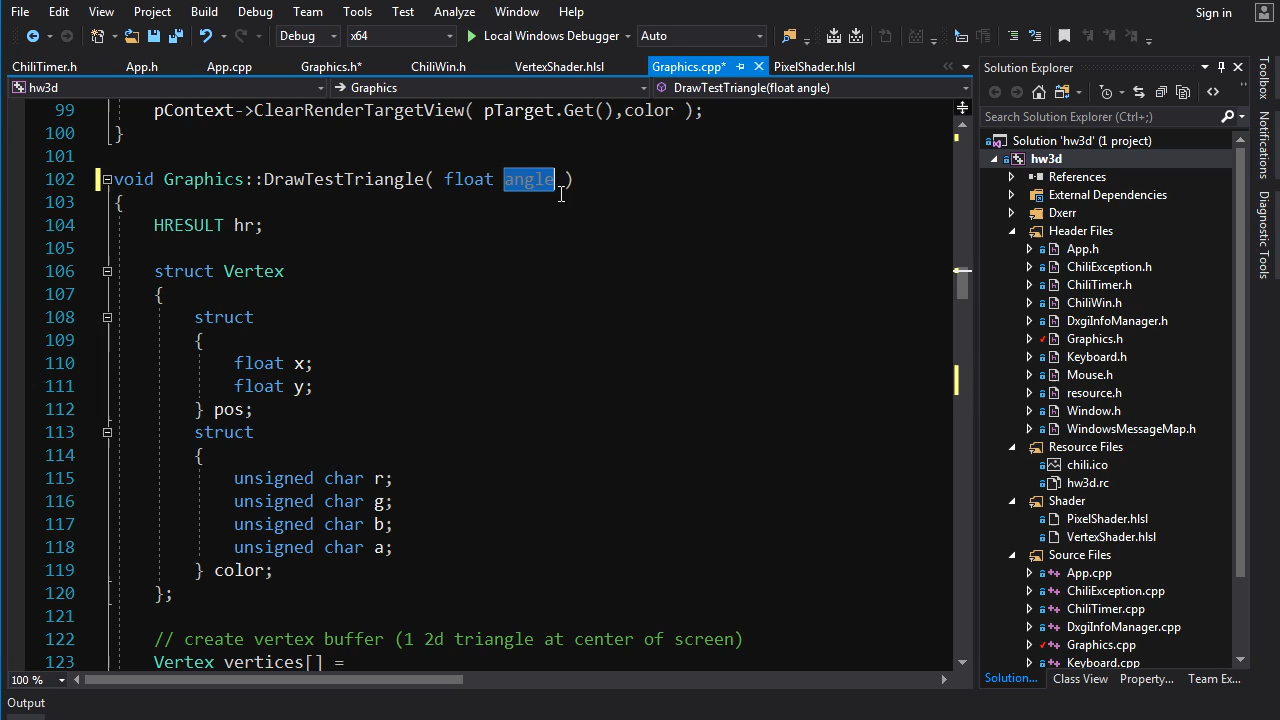 File Edit View Project Build Debug Team Tools Test Analyze Window Help Sign in
Debug x64 Local Windows Debugger Auto
ChiliTimer.h App.h App.cpp Graphics.h* ChiliWin.h VertexShader.hlsl Graphics.cpp* PixelShader.hlsl
hw3d Graphics DrawTestTriangle(float angle)
99 pContext->ClearRenderTargetView( pTarget.Get(),color );
100 }
101
102 void Graphics::DrawTestTriangle( float angle )
103 {
104 HRESULT hr;
105
106 struct Vertex
107 {
108 struct
109 {
110 float x;
111 float y;
112 } pos;
113 struct
114 {
115 unsigned char r;
116 unsigned char g;
117 unsigned char b;
118 unsigned char a;
119 } color;
120 };
121
122 // create vertex buffer (1 2d triangle at center of screen)
123 Vertex vertices[] =
100 %
Output
Solution Explorer
Search Solution Explorer (Ctrl+;)
Solution 'hw3d' (1 project)
hw3d
References
External Dependencies
Dxerr
Header Files
App.h
ChiliException.h
ChiliTimer.h
ChiliWin.h
DxgiInfoManager.h
Graphics.h
Keyboard.h
Mouse.h
resource.h
Window.h
WindowsMessageMap.h
Resource Files
chili.ico
hw3d.rc
Shader
PixelShader.hlsl
VertexShader.hlsl
Source Files
App.cpp
ChiliException.cpp
ChiliTimer.cpp
DxgiInfoManager.cpp
Graphics.cpp
Keyboard.cpp
Solution... Class View Property... Team Ex...
Toolbox
Notifications
Diagnostic Tools